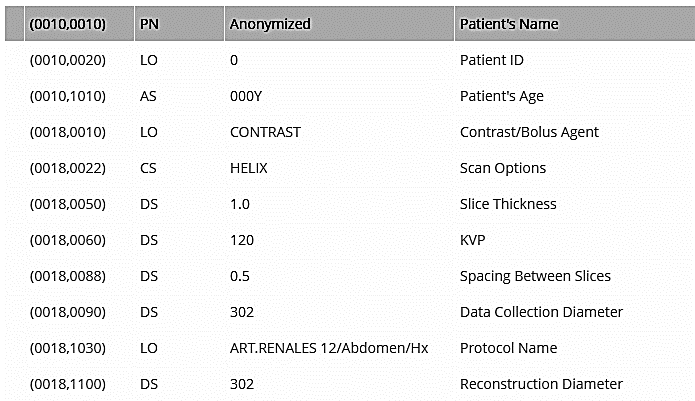 (0010,0010) PN Anonymized Patient's Name
(0010,0020) LO 0 Patient ID
(0010,1010) AS 000Y Patient's Age
(0018,0010) LO CONTRAST Contrast/Bolus Agent
(0018,0022) CS HELIX Scan Options
(0018,0050) DS 1.0 Slice Thickness
(0018,0060) DS 120 KVP
(0018,0088) DS 0.5 Spacing Between Slices
(0018,0090) DS 302 Data Collection Diameter
(0018,1030) LO ART.RENALES 12/Abdomen/Hx Protocol Name
(0018,1100) DS 302 Reconstruction Diameter